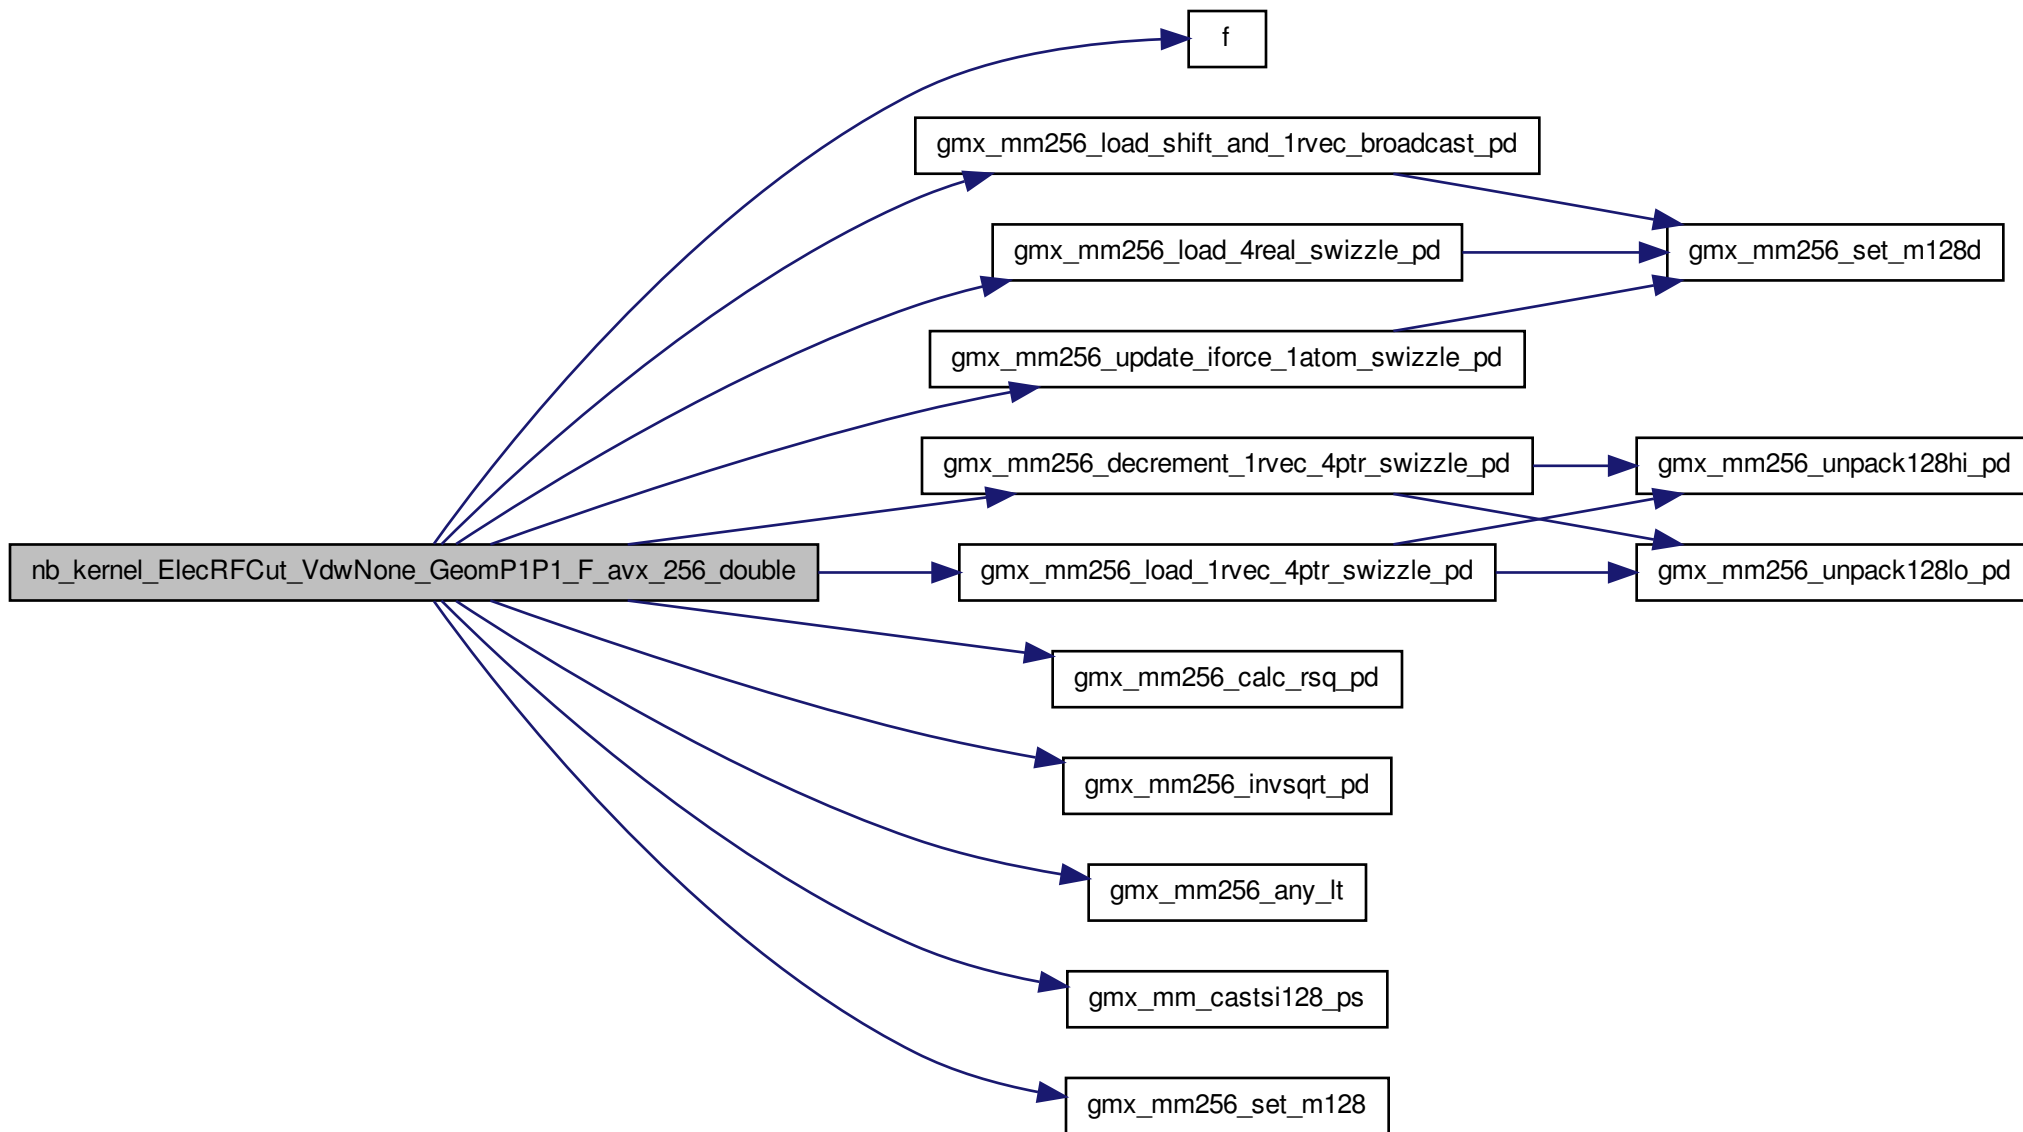 f
gmx_mm256_load_shift_and_1rvec_broadcast_pd
gmx_mm256_load_4real_swizzle_pd
gmx_mm256_set_m128d
gmx_mm256_update_iforce_1atom_swizzle_pd
gmx_mm256_decrement_1rvec_4ptr_swizzle_pd
gmx_mm256_unpack128hi_pd
nb_kernel_ElecRFCut_VdwNone_GeomP1P1_F_avx_256_double
gmx_mm256_load_1rvec_4ptr_swizzle_pd
gmx_mm256_unpack128lo_pd
gmx_mm256_calc_rsq_pd
gmx_mm256_invsqrt_pd
gmx_mm256_any_lt
gmx_mm_castsi128_ps
gmx_mm256_set_m128